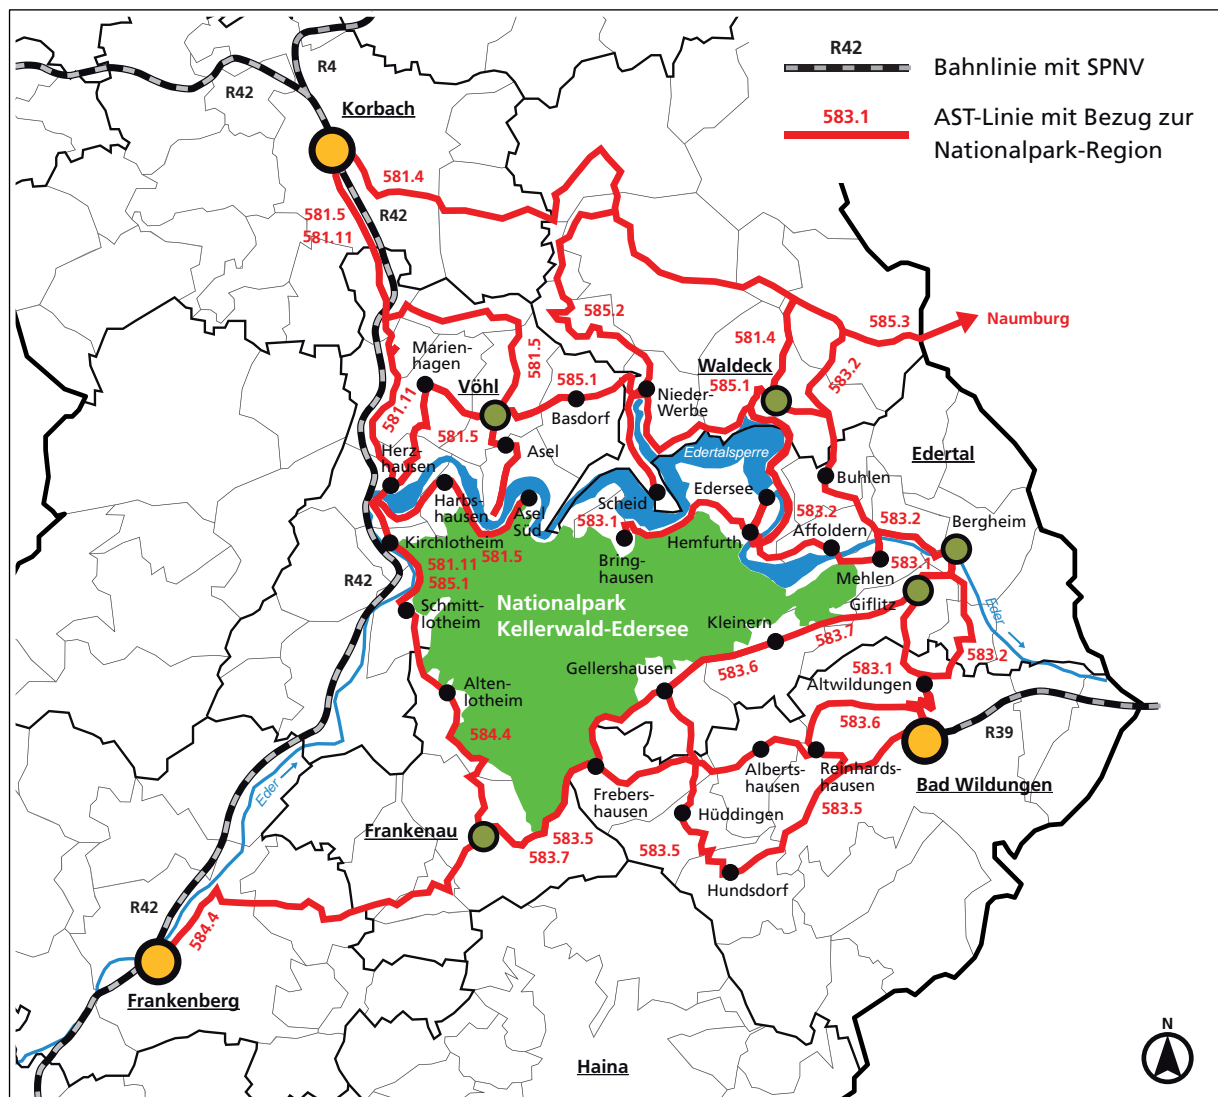 R42
Bahnlinie mit SPNV
583.1
AST-Linie mit Bezug zur
Nationalpark-Region
R4
R42
Korbach
581.4
R42
581.5
581.11
585.2
585.3
Naumburg
581.4
583.2
Marien-
hagen
581.5
Vöhl
585.1
Waldeck
585.1
Nieder-
Werbe
Basdorf
581.11
581.5
Asel
Herz-
hausen
Edertalsperre
Edertal
Buhlen
Edersee
Scheid
Harbs-
hausen
Asel
Süd
583.1
583.2
583.2
Bergheim
Affoldern
Hemfurth
Kirchlotheim
581.5
581.11
585.1
Bring-
hausen
Mehlen
583.1
Giflitz
R42
Schmitt-
lotheim
Nationalpark
Kellerwald-Edersee
Kleinern
583.7
Eder
583.2
583.6
583.1
Gellershausen
Altwildungen
Alten-
lotheim
583.6
R39
584.4
Alberts-
hausen
Reinhards-
hausen
Bad Wildungen
Eder
Frebers-
hausen
Hüddingen
583.5
Frankenau
583.5
583.7
583.5
Hundsdorf
R42
584.4
Frankenberg
Haina
N